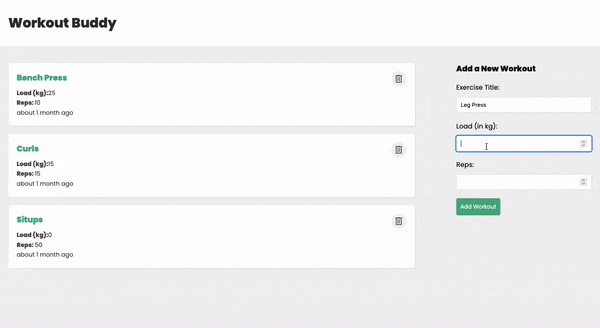 Workout Buddy
Bench Press
Load (kg):25
Reps: 10
about 1 month ago
Curls
Load (kg):15
Reps: 15
about 1 month ago
Situps
Load (kg):0
Reps: 50
about 1 month ago
Add a New Workout
Exercise Title:
Leg Press
Load (in kg):
Reps:
Add Workout